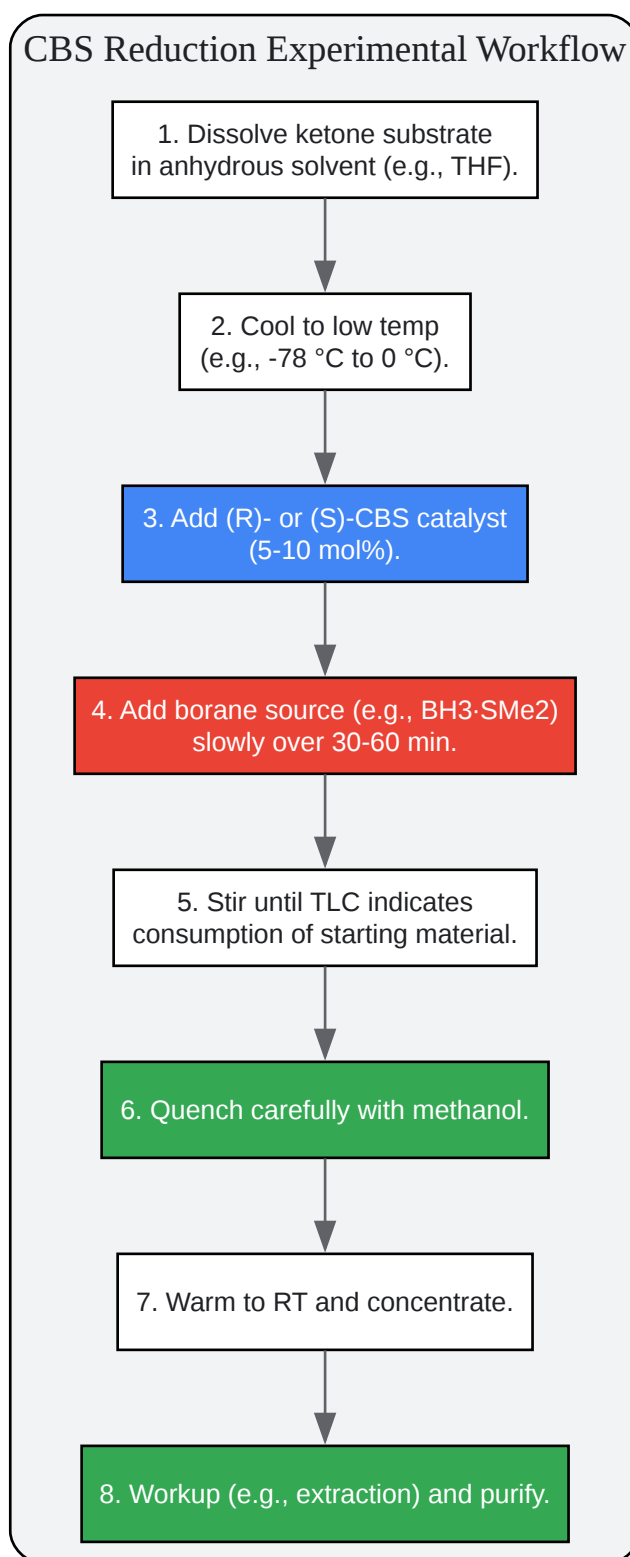 CBS Reduction Experimental Workflow
1. Dissolve ketone substrate
in anhydrous solvent (e.g., THF).
2. Cool to low temp
(e.g., -78 °C to 0 °C).
3. Add (R)- or (S)-CBS catalyst
(5-10 mol%).
4. Add borane source (e.g., BH3·SMe2)
slowly over 30-60 min.
5. Stir until TLC indicates
consumption of starting material.
6. Quench carefully with methanol.
7. Warm to RT and concentrate.
8. Workup (e.g., extraction) and purify.